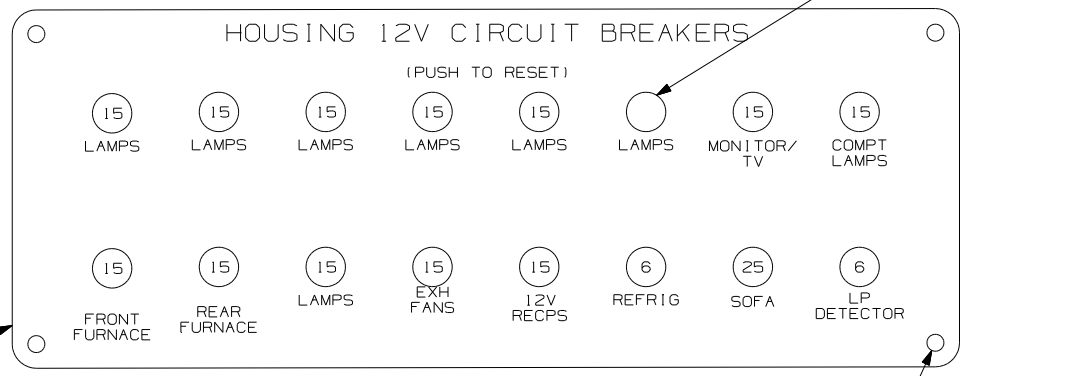 HOUSING 12V CIRCUIT BREAKERS
(PUSH TO RESET)
15 15 15 15 15 15 15
LAMPS LAMPS LAMPS LAMPS LAMPS LAMPS MONITOR/ COMPT
TV LAMPS
15 15 15 15 15 6 25 6
EXH
LAMPS FANS 12V REFRIG SOFA LP
FRONT REAR RECPS DETECTOR
FURNACE FURNACE